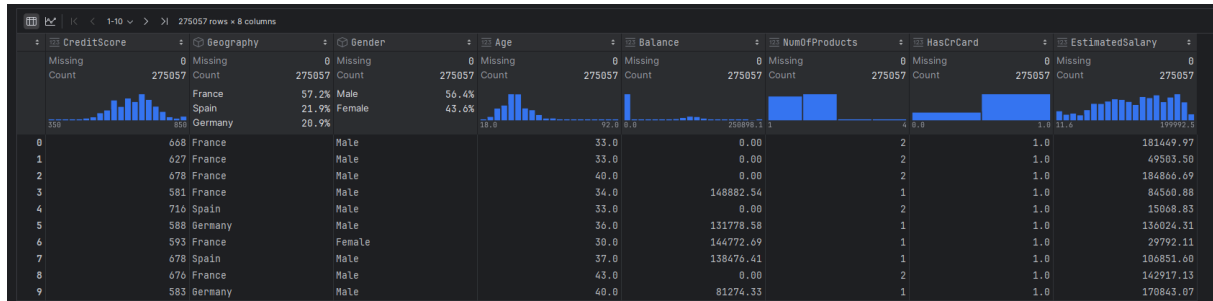 1-10 275057 rows × 8 columns
CreditScore Geography Gender Age Balance NumOfProducts HasCrCard EstimatedSalary
Missing 0 Missing 0 Missing 0 Missing 0 Missing 0 Missing 0 Missing 0 Missing 0
Count 275057 Count 275057 Count 275057 Count 275057 Count 275057 Count 275057 Count 275057 Count 275057
France 57.2% Male 56.4%
Spain 21.9% Female 43.6%
Germany 20.9%
350 850 18.0 92.0 0.0 250898.1 1 4 0.0 1.0 11.6 199992.5
0 668 France Male 33.0 0.00 2 1.0 181449.97
1 627 France Male 33.0 0.00 2 1.0 49503.50
2 678 France Male 40.0 0.00 2 1.0 184866.69
3 581 France Male 34.0 148882.54 1 1.0 84560.88
4 716 Spain Male 33.0 0.00 2 1.0 15068.83
5 588 Germany Male 36.0 131778.58 1 1.0 136024.31
6 593 France Female 30.0 144772.69 1 1.0 29792.11
7 678 Spain Male 37.0 138476.41 1 1.0 106851.60
8 676 France Male 43.0 0.00 2 1.0 142917.13
9 583 Germany Male 40.0 81274.33 1 1.0 170843.07